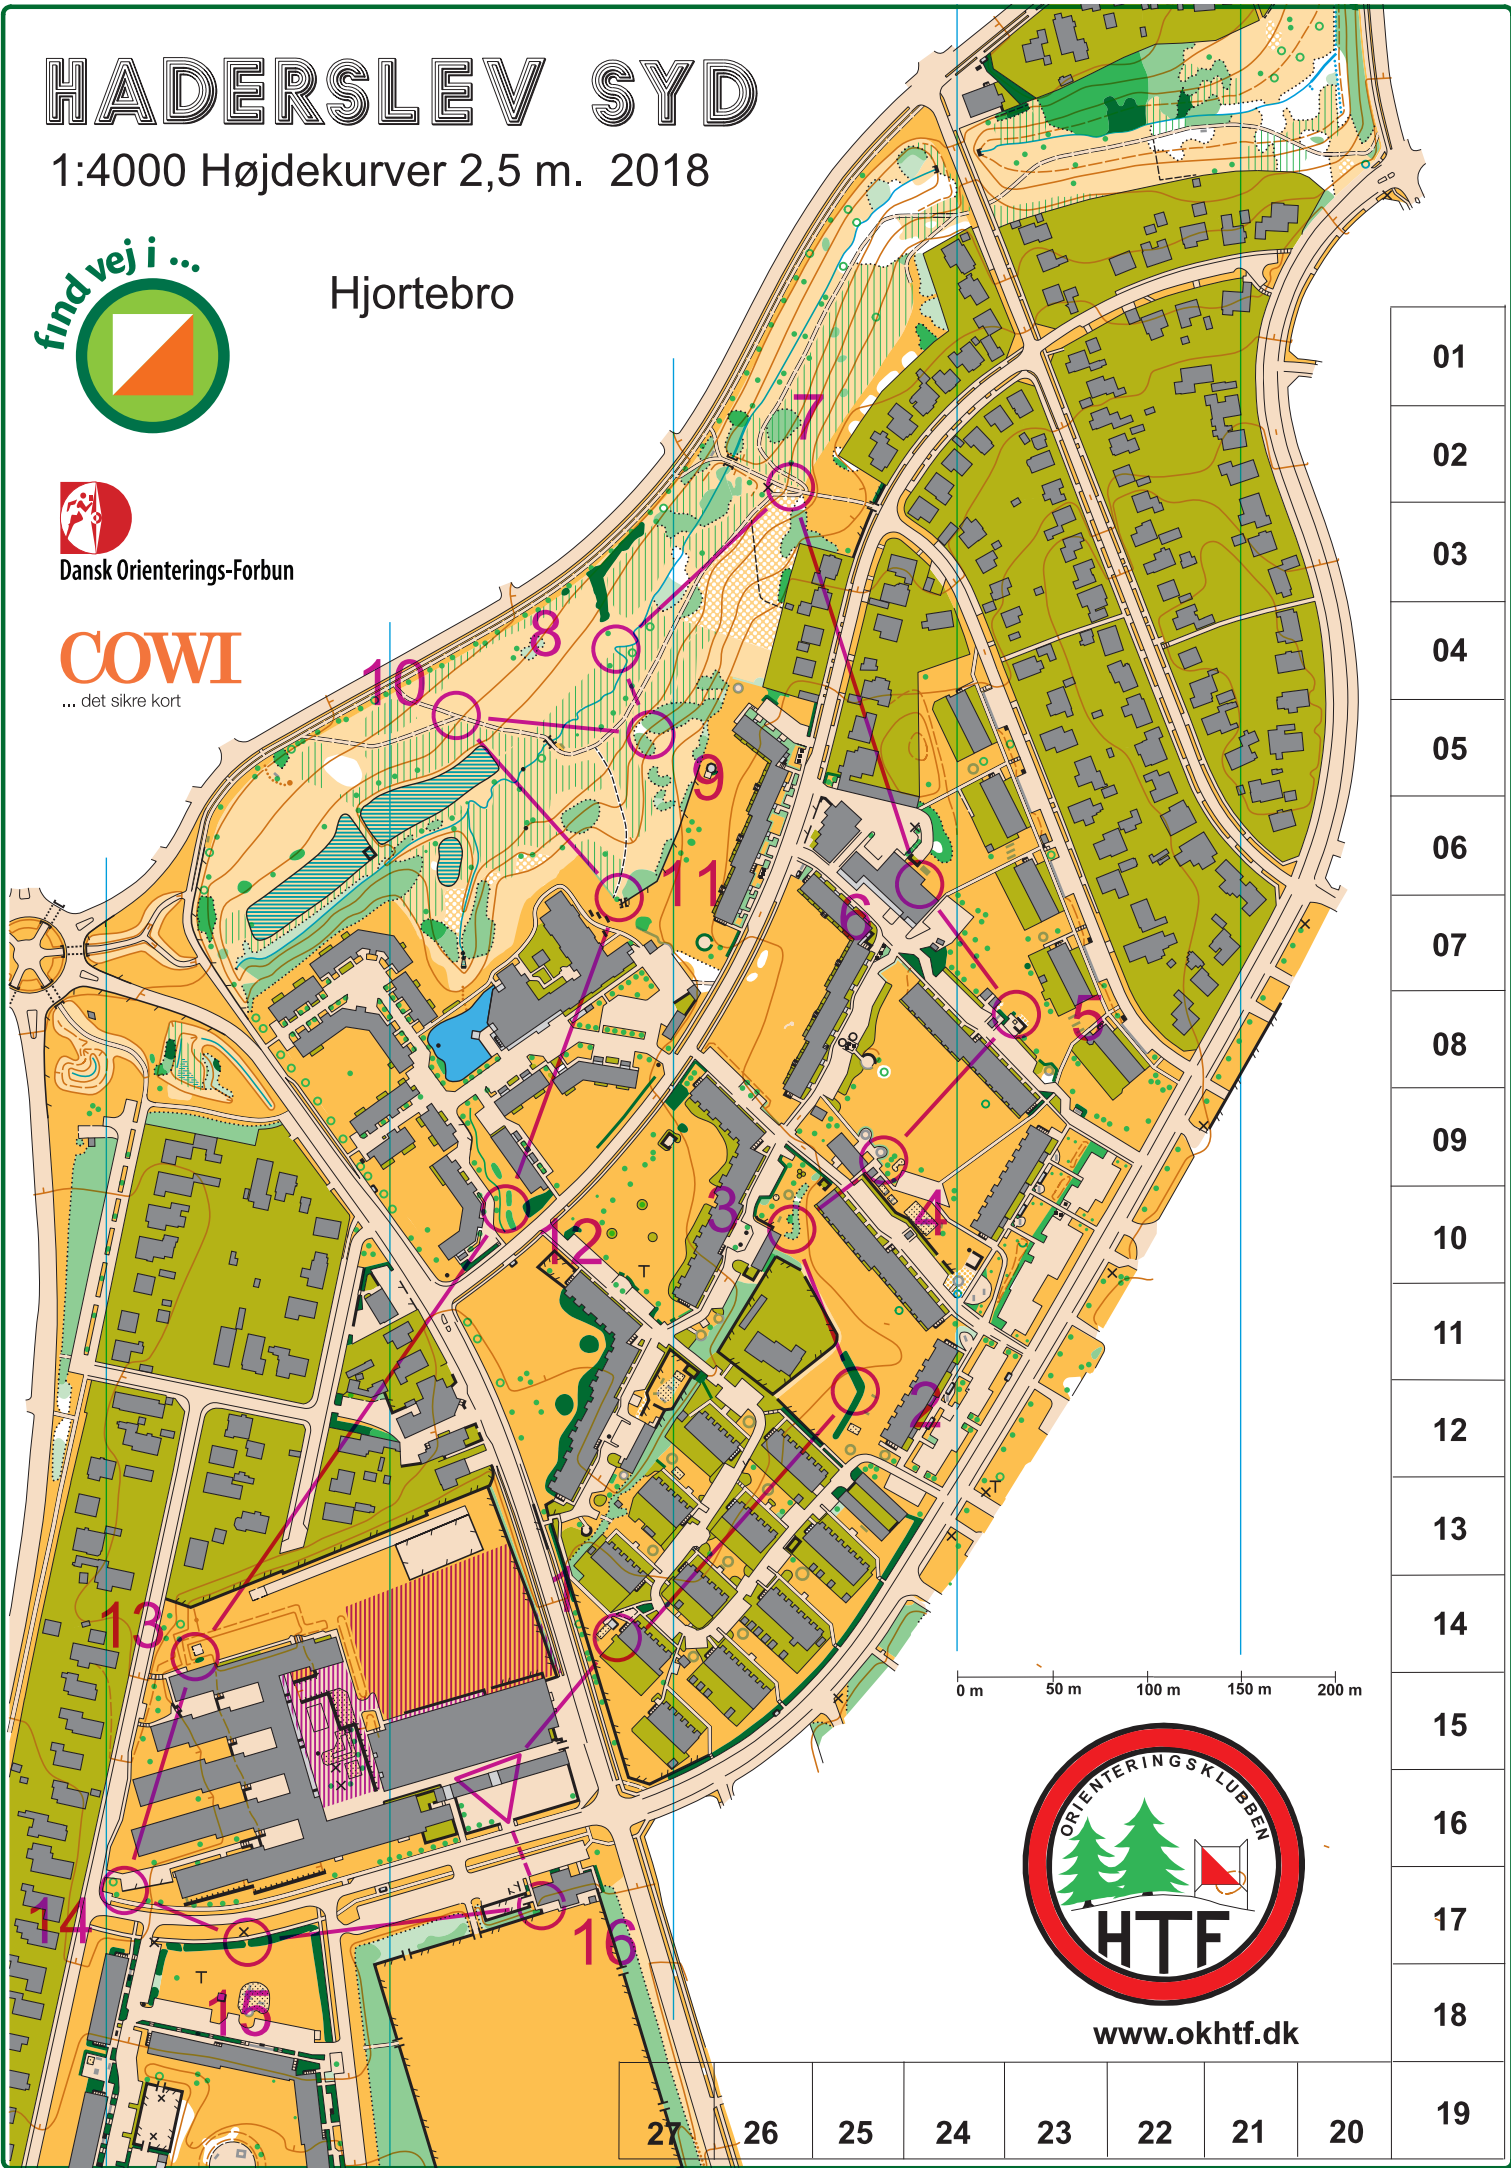 HADERSLEV SYD
1:4000 Højdekurver 2,5 m. 2018
find vej i ...
Hjortebro
Dansk Orienterings-Forbun
COWI
... det sikre kort
7
8
10
9
11
6
5
3
4
12
2
1
13
14
15
16
01
02
03
04
05
06
07
08
09
10
11
12
13
14
15
16
17
18
19
0 m 50 m 100 m 150 m 200 m
ORIENTERINGSKLUBBEN
HTF
www.okhtf.dk
27 26 25 24 23 22 21 20